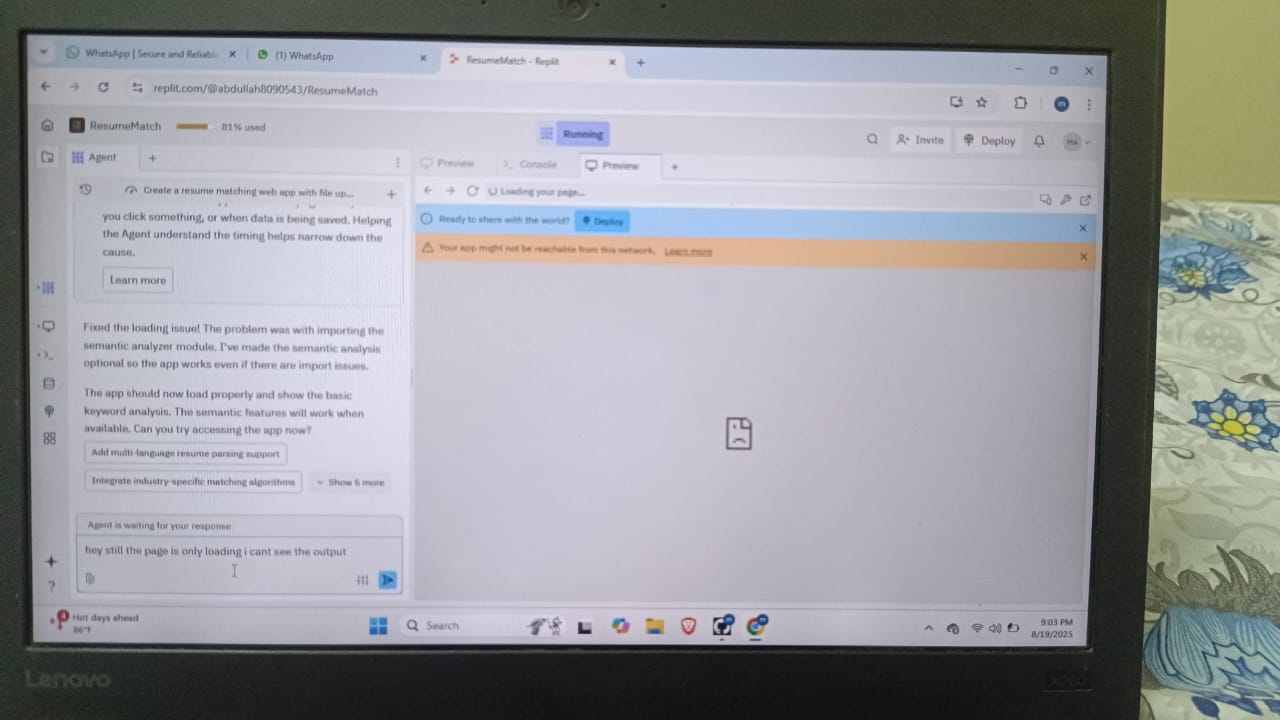 WhatsApp | Secure and Reliabl
(1) WhatsApp
ResumeMatch - Replit
replit.com/@abdullah8090543/ResumeMatch
ResumeMatch
81% used
Running
Invite
Deploy
MA
Agent
Preview
Console
Preview
Create a resume matching web app with file up...
Loading your page...
you click something, or when data is being saved. Helping
the Agent understand the timing helps narrow down the
cause.
Learn more
Ready to share with the world?
Deploy
Your app might not be reachable from this network. Learn more
Fixed the loading issue! The problem was with importing the
semantic analyzer module. I've made the semantic analysis
optional so the app works even if there are import issues.
The app should now load properly and show the basic
keyword analysis. The semantic features will work when
available. Can you try accessing the app now?
Add multi-language resume parsing support
Integrate industry-specific matching algorithms
Show 6 more
Agent is waiting for your response
hey still the page is only loading i cant see the output
Hot days ahead
86°F
Search
9:03 PM
8/19/2025
Lenovo
X260